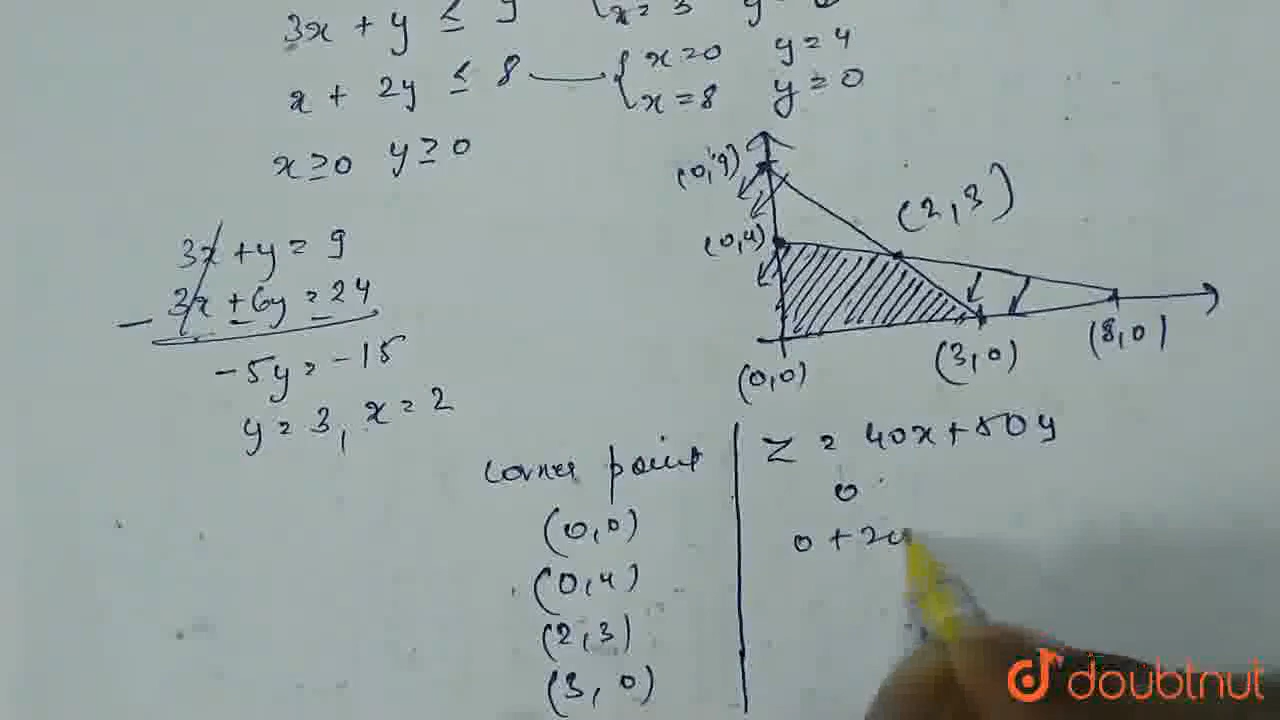 3x + y ≤ 9 { x = 3 y = 0
x + 2y ≤ 8 — { x = 0 y = 4
x = 8 y = 0
x ≥ 0 y ≥ 0
3x + y = 9
3x + 6y = 24
−
-5y = -15
y = 3, x = 2
(0,9)
(2,3)
(0,4)
(0,0)
(3,0)
(8,0)
corner point
(0,0)
(0,4)
(2,3)
(3,0)
Z = 40x + 50y
0
0 + 20
doubtnut